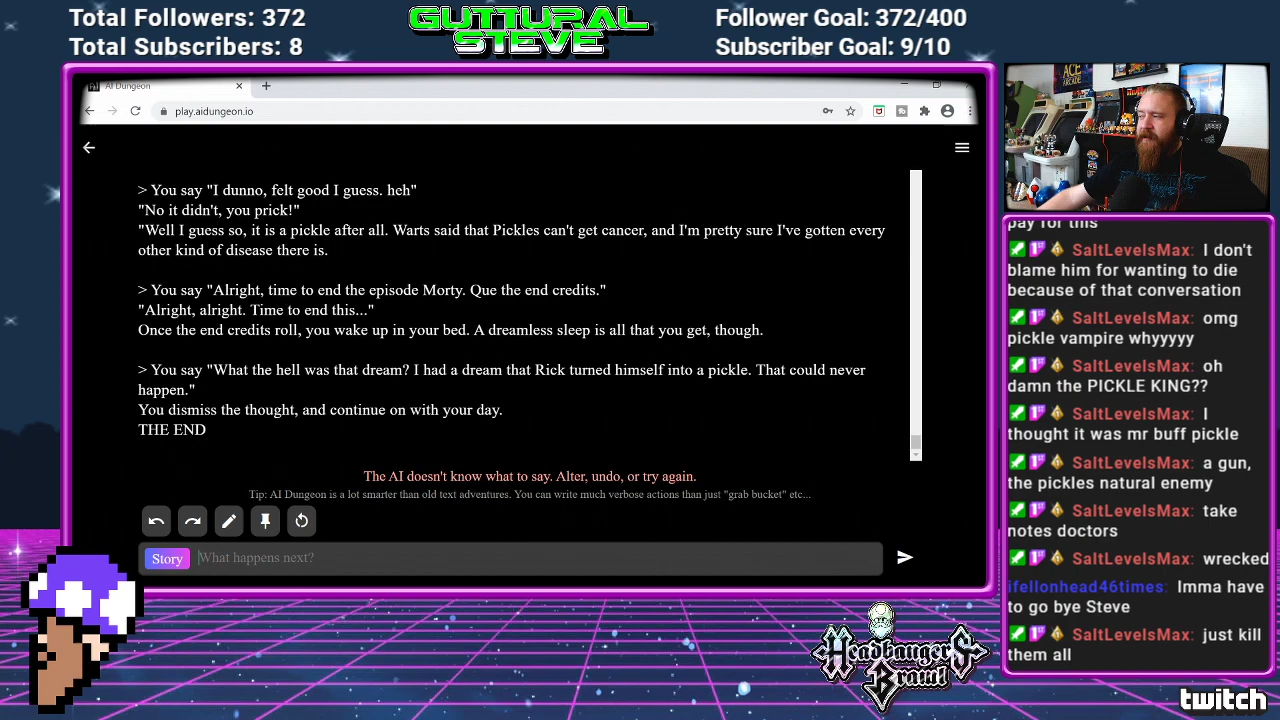 Total Followers: 372
Total Subscribers: 8
GUTTURAL
STEVE
Follower Goal: 372/400
Subscriber Goal: 9/10
AI Dungeon
play.aidungeon.io
> You say "I dunno, felt good I guess. heh"
"No it didn't, you prick!"
"Well I guess so, it is a pickle after all. Warts said that Pickles can't get cancer, and I'm pretty sure I've gotten every
other kind of disease there is.
> You say "Alright, time to end the episode Morty. Que the end credits."
"Alright, alright. Time to end this..."
Once the end credits roll, you wake up in your bed. A dreamless sleep is all that you get, though.
> You say "What the hell was that dream? I had a dream that Rick turned himself into a pickle. That could never
happen."
You dismiss the thought, and continue on with your day.
THE END
The AI doesn't know what to say. Alter, undo, or try again.
Tip: AI Dungeon is a lot smarter than old text adventures. You can write much verbose actions than just "grab bucket" etc...
Story
What happens next?
ACE
ARCADE
pay for this
SaltLevelsMax: I don't
blame him for wanting to die
because of that conversation
SaltLevelsMax: omg
pickle vampire whyyyyy
SaltLevelsMax: oh
damn the PICKLE KING??
SaltLevelsMax: I
thought it was mr buff pickle
SaltLevelsMax: a gun,
the pickles natural enemy
SaltLevelsMax: take
notes doctors
SaltLevelsMax: wrecked
ifellonhead46times: Imma have
to go bye Steve
SaltLevelsMax: just kill
them all
Headbangers
Brawl
twitch